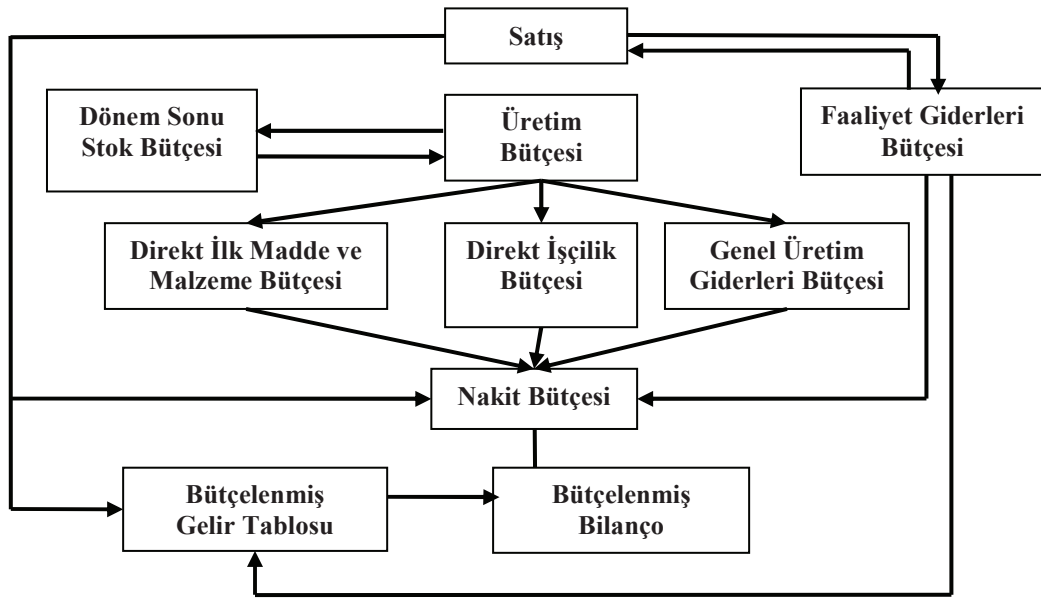 Satış
Dönem Sonu
Stok Bütçesi
Üretim
Bütçesi
Faaliyet Giderleri
Bütçesi
Direkt İlk Madde ve
Malzeme Bütçesi
Direkt İşçilik
Bütçesi
Genel Üretim
Giderleri Bütçesi
Nakit Bütçesi
Bütçelenmiş
Gelir Tablosu
Bütçelenmiş
Bilanço